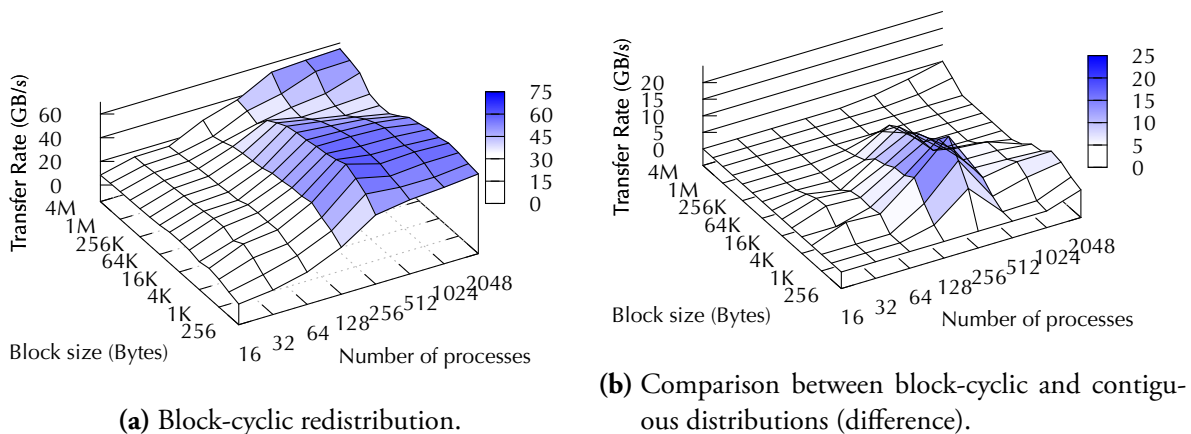 Transfer Rate (GB/s)
60
40
20
0
4M
1M
256K
64K
16K
4K
1K
256
Block size (Bytes)
16
32
64
128
256
512
1024
2048
Number of processes
75
60
45
30
15
0
(a) Block-cyclic redistribution.
Transfer Rate (GB/s)
20
15
10
5
0
4M
1M
256K
64K
16K
4K
1K
256
Block size (Bytes)
16
32
64
128
256
512
1024
2048
Number of processes
25
20
15
10
5
0
(b) Comparison between block-cyclic and contigu-
ous distributions (difference).